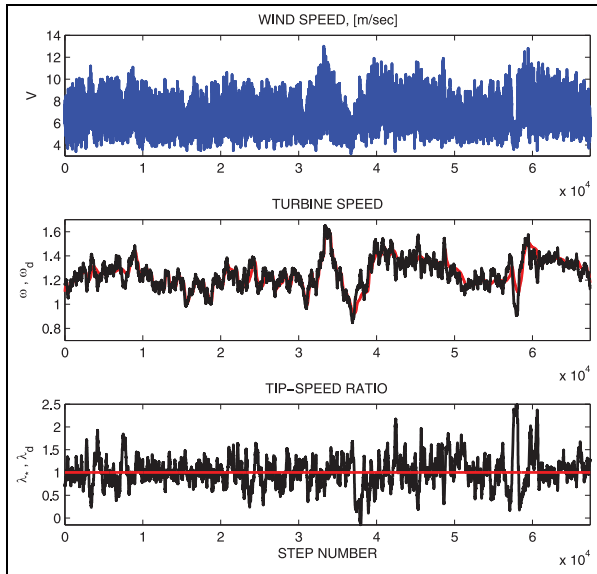 WIND SPEED, [m/sec]
14
12
10
8
6
4
V
0 1 2 3 4 5 6
x 10^4
TURBINE SPEED
1.6
1.4
1.2
1
0.8
ω , ω_d
0 1 2 3 4 5 6
x 10^4
TIP-SPEED RATIO
2.5
2
1.5
1
0.5
0
λ_* , λ_d
0 1 2 3 4 5 6
x 10^4
STEP NUMBER